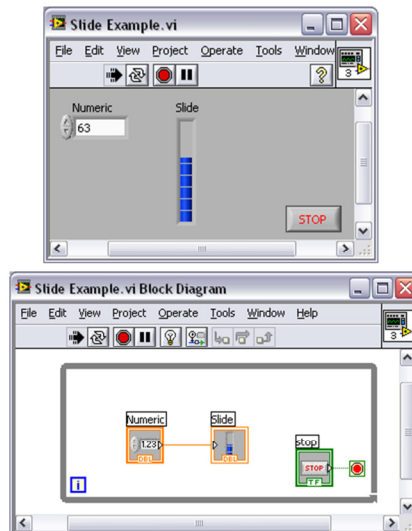 Slide Example.vi
File Edit View Project Operate Tools Window
3
?
Numeric Slide
63
STOP
Slide Example.vi Block Diagram
File Edit View Project Operate Tools Window Help
3
Numeric Slide
1.23
DBL DBL
stop
STOP
TF
i